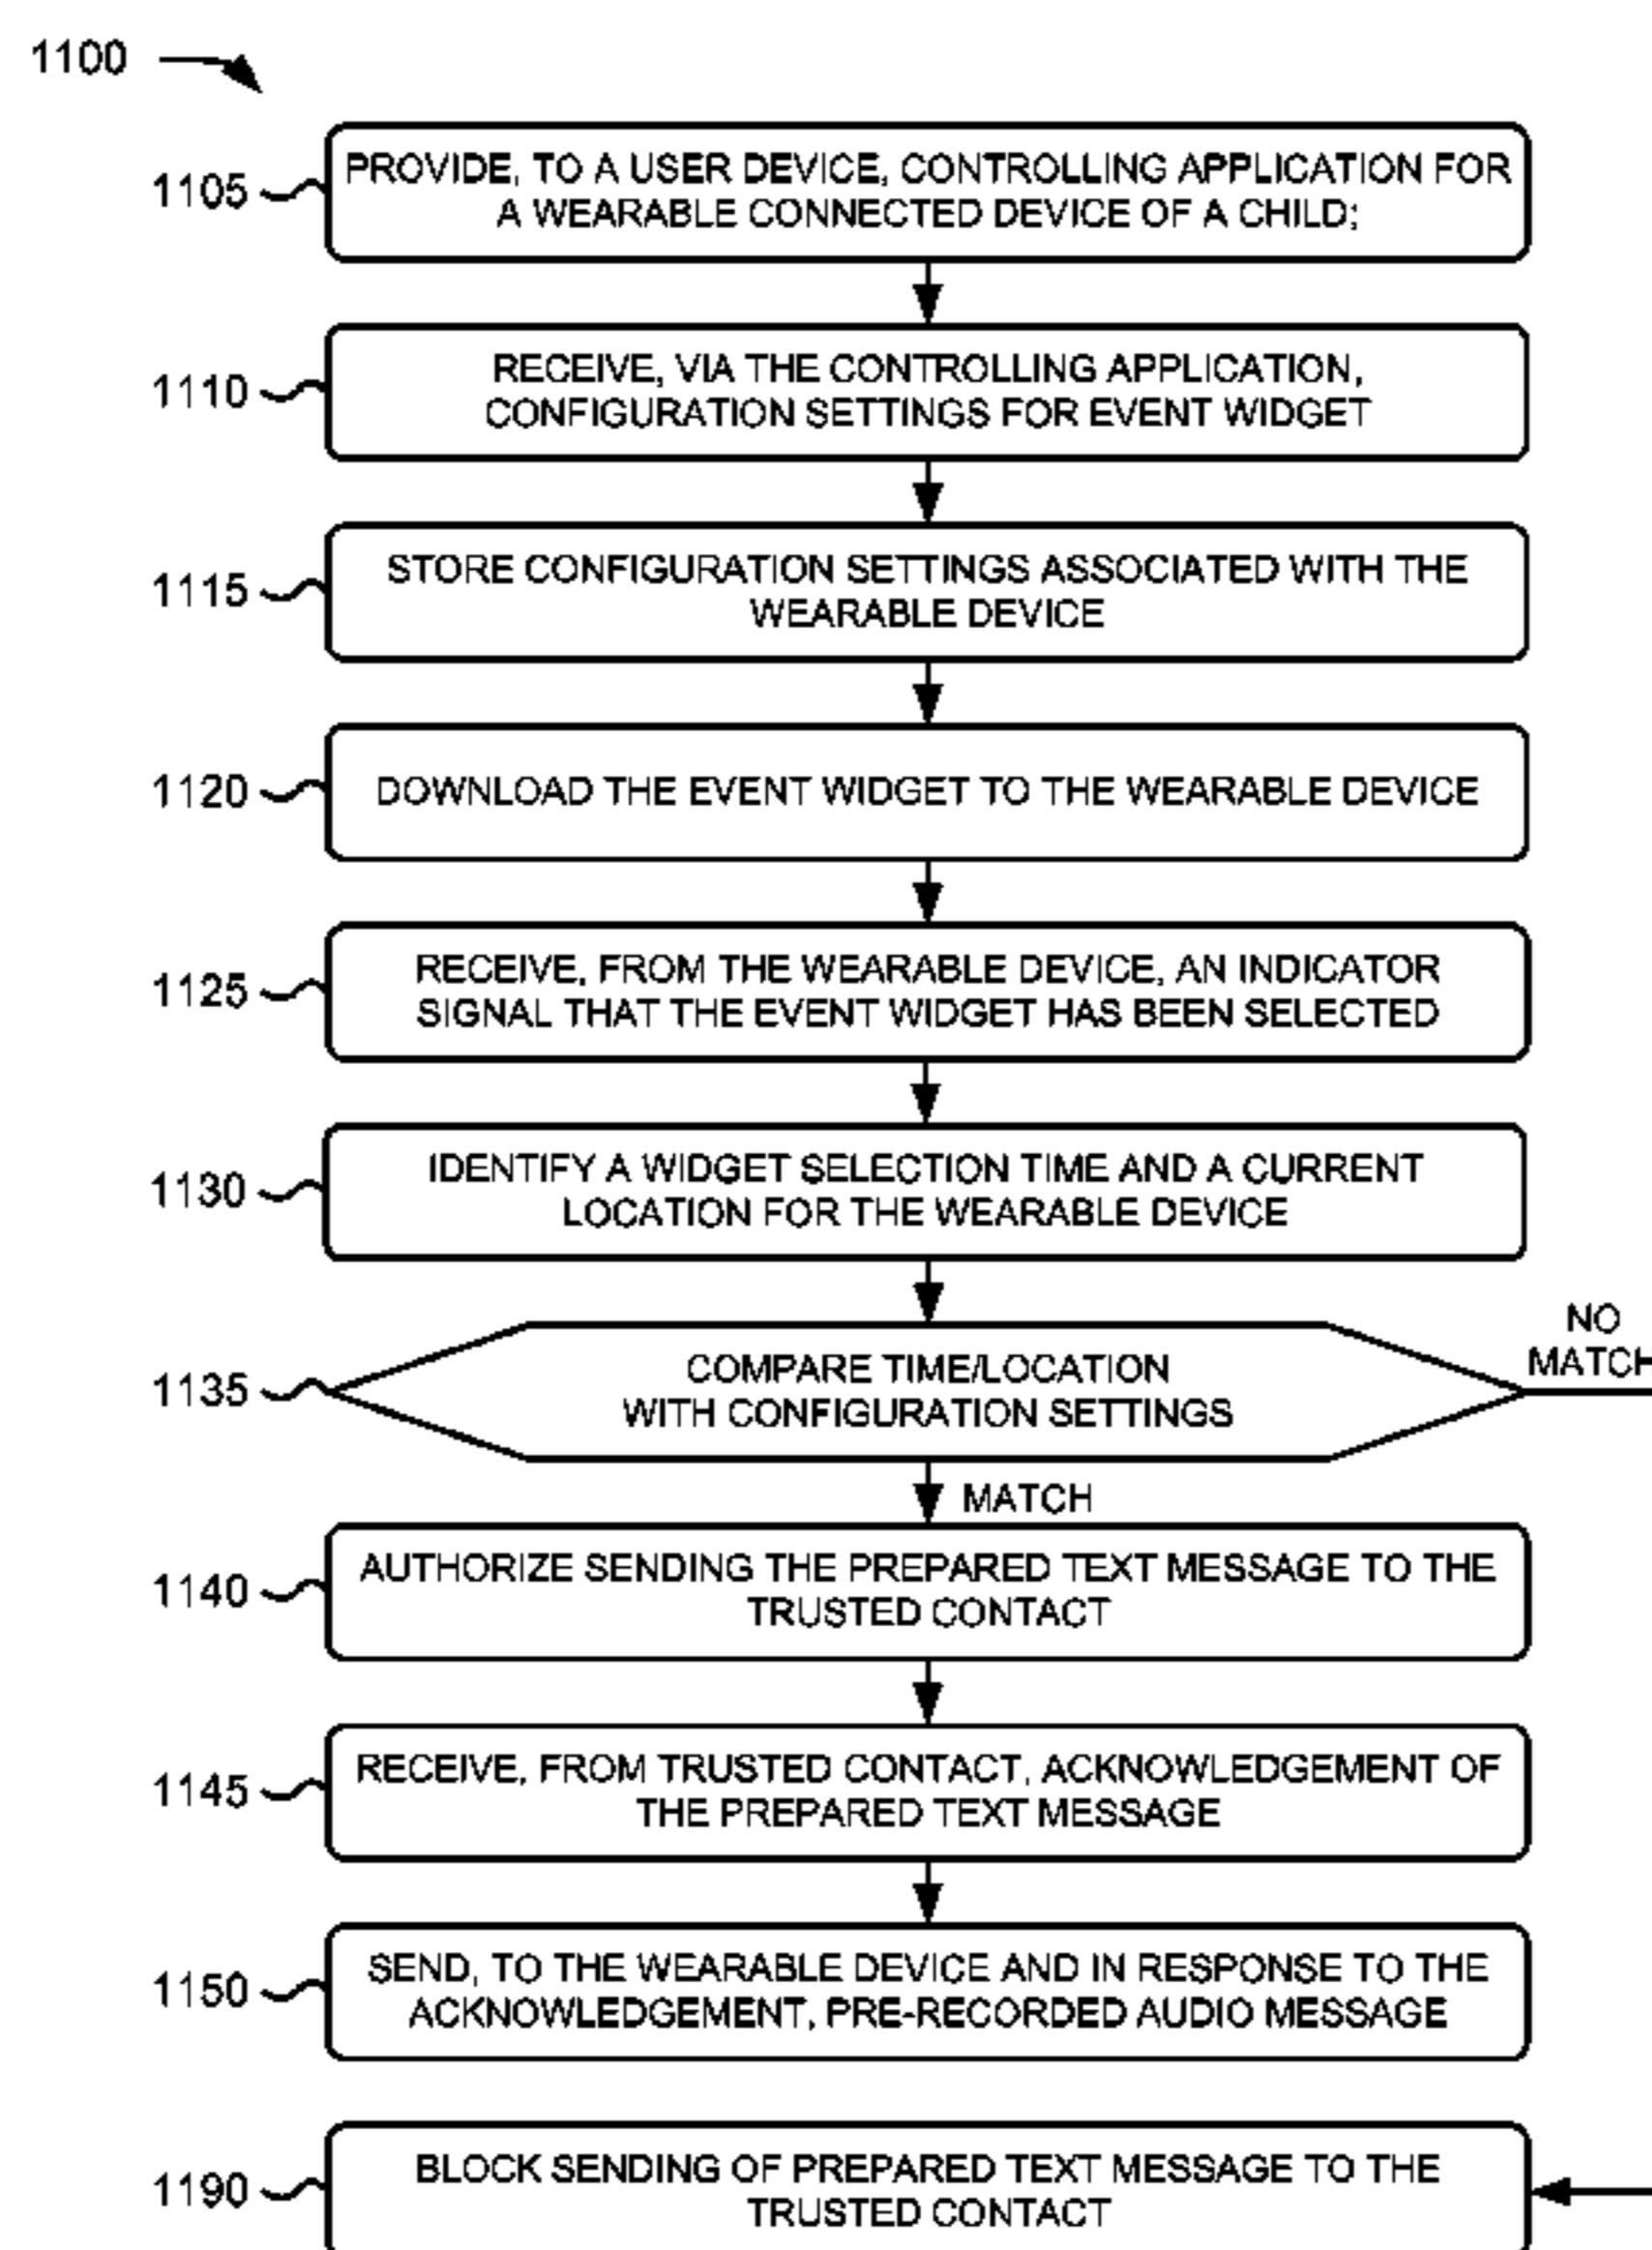 1100
1105
PROVIDE, TO A USER DEVICE, CONTROLLING APPLICATION FOR
A WEARABLE CONNECTED DEVICE OF A CHILD;
1110
RECEIVE, VIA THE CONTROLLING APPLICATION,
CONFIGURATION SETTINGS FOR EVENT WIDGET
1115
STORE CONFIGURATION SETTINGS ASSOCIATED WITH THE
WEARABLE DEVICE
1120
DOWNLOAD THE EVENT WIDGET TO THE WEARABLE DEVICE
1125
RECEIVE, FROM THE WEARABLE DEVICE, AN INDICATOR
SIGNAL THAT THE EVENT WIDGET HAS BEEN SELECTED
1130
IDENTIFY A WIDGET SELECTION TIME AND A CURRENT
LOCATION FOR THE WEARABLE DEVICE
1135
COMPARE TIME/LOCATION
WITH CONFIGURATION SETTINGS
NO
MATCH
MATCH
1140
AUTHORIZE SENDING THE PREPARED TEXT MESSAGE TO THE
TRUSTED CONTACT
1145
RECEIVE, FROM TRUSTED CONTACT, ACKNOWLEDGEMENT OF
THE PREPARED TEXT MESSAGE
1150
SEND, TO THE WEARABLE DEVICE AND IN RESPONSE TO THE
ACKNOWLEDGEMENT, PRE-RECORDED AUDIO MESSAGE
1190
BLOCK SENDING OF PREPARED TEXT MESSAGE TO THE
TRUSTED CONTACT